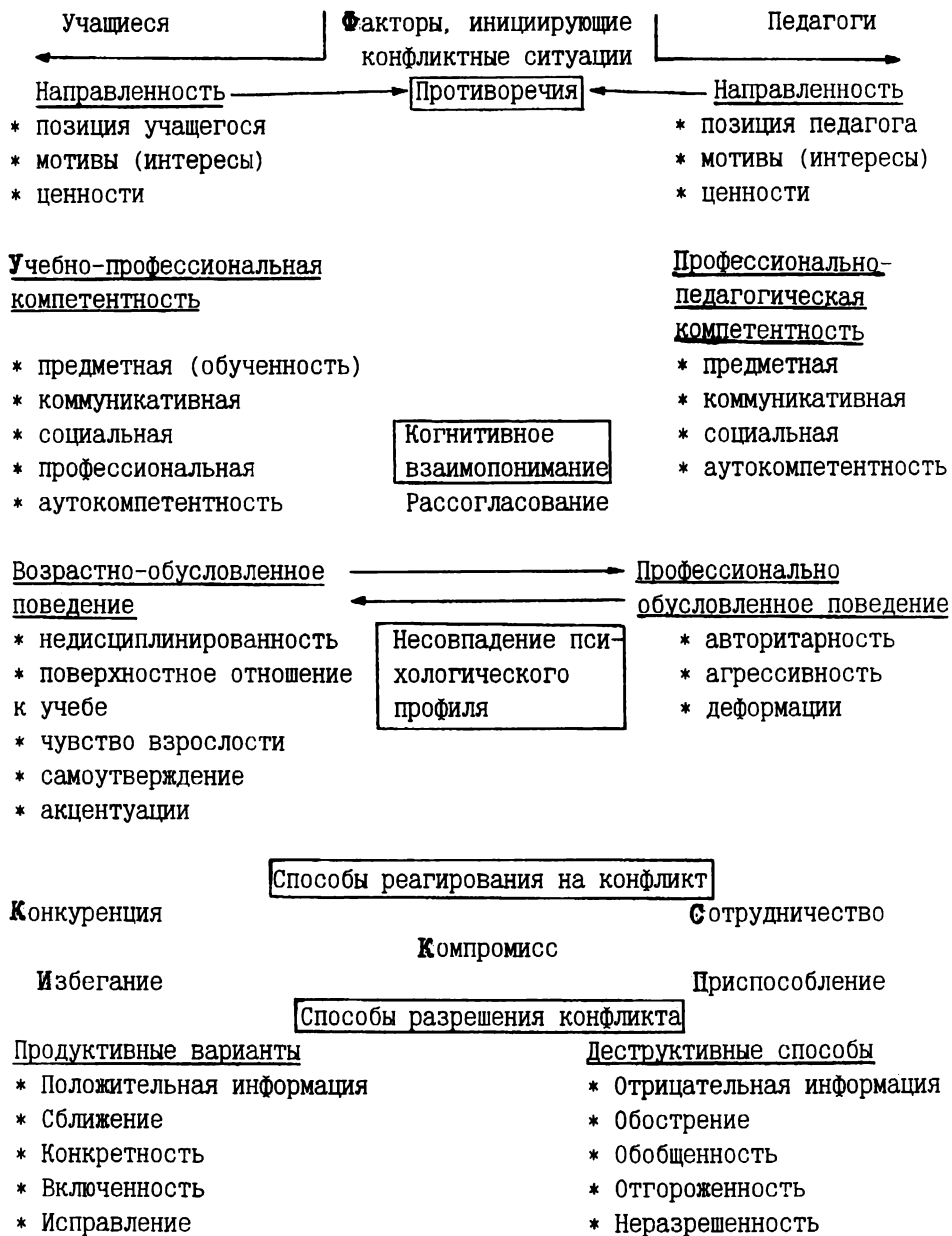 Учащиеся Факторы, инициирующие Педагоги
конфликтные ситуации
Направленность Противоречия Направленность
* позиция учащегося * позиция педагога
* мотивы (интересы) * мотивы (интересы)
* ценности * ценности
Учебно-профессиональная Профессионально-
компетентность педагогическая
компетентность
* предметная (обученность) * предметная
* коммуникативная * коммуникативная
* социальная Когнитивное * социальная
* профессиональная взаимопонимание * аутокомпетентность
* аутокомпетентность Рассогласование
Возрастно-обусловленное Профессионально
поведение обусловленное поведение
* недисциплинированность Несовпадение пси- * авторитарность
* поверхностное отношение хологического * агрессивность
к учебе профиля * деформации
* чувство взрослости
* самоутверждение
* акцентуации
Способы реагирования на конфликт
Конкуренция Сотрудничество
Компромисс
Избегание Приспособление
Способы разрешения конфликта
Продуктивные варианты Деструктивные способы
* Положительная информация * Отрицательная информация
* Сближение * Обострение
* Конкретность * Обобщенность
* Включенность * Отгороженность
* Исправление * Неразрешенность